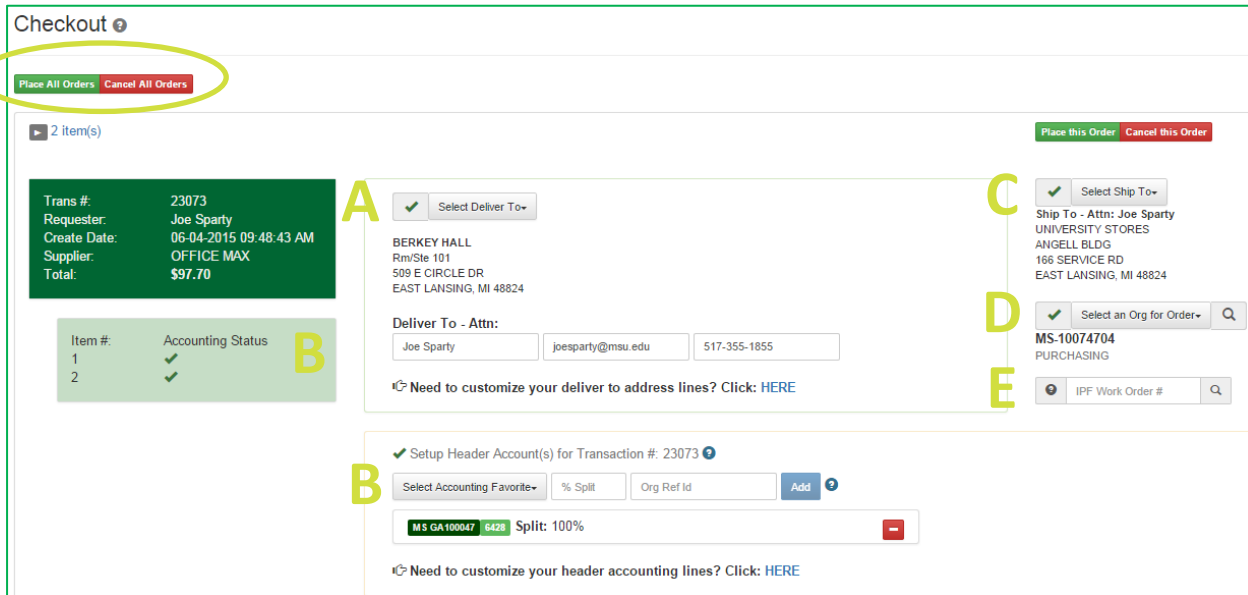 Checkout
Place All Orders Cancel All Orders
2 item(s)
Place this Order Cancel this Order
Trans #: 23073
Requester: Joe Sparty
Create Date: 06-04-2015 09:48:43 AM
Supplier: OFFICE MAX
Total: $97.70
B
Item #: Accounting Status
1
2
A
Select Deliver To
BERKEY HALL
Rm/Ste 101
509 E CIRCLE DR
EAST LANSING, MI 48824
Deliver To - Attn:
Joe Sparty joesparty@msu.edu 517-355-1855
Need to customize your deliver to address lines? Click: HERE
C
Select Ship To
Ship To - Attn: Joe Sparty
UNIVERSITY STORES
ANGELL BLDG
166 SERVICE RD
EAST LANSING, MI 48824
D
Select an Org for Order
MS-10074704
PURCHASING
E
IPF Work Order #
Setup Header Account(s) for Transaction #: 23073
B
Select Accounting Favorite % Split Org Ref Id Add
MS GA100047 6428 Split: 100%
Need to customize your header accounting lines? Click: HERE